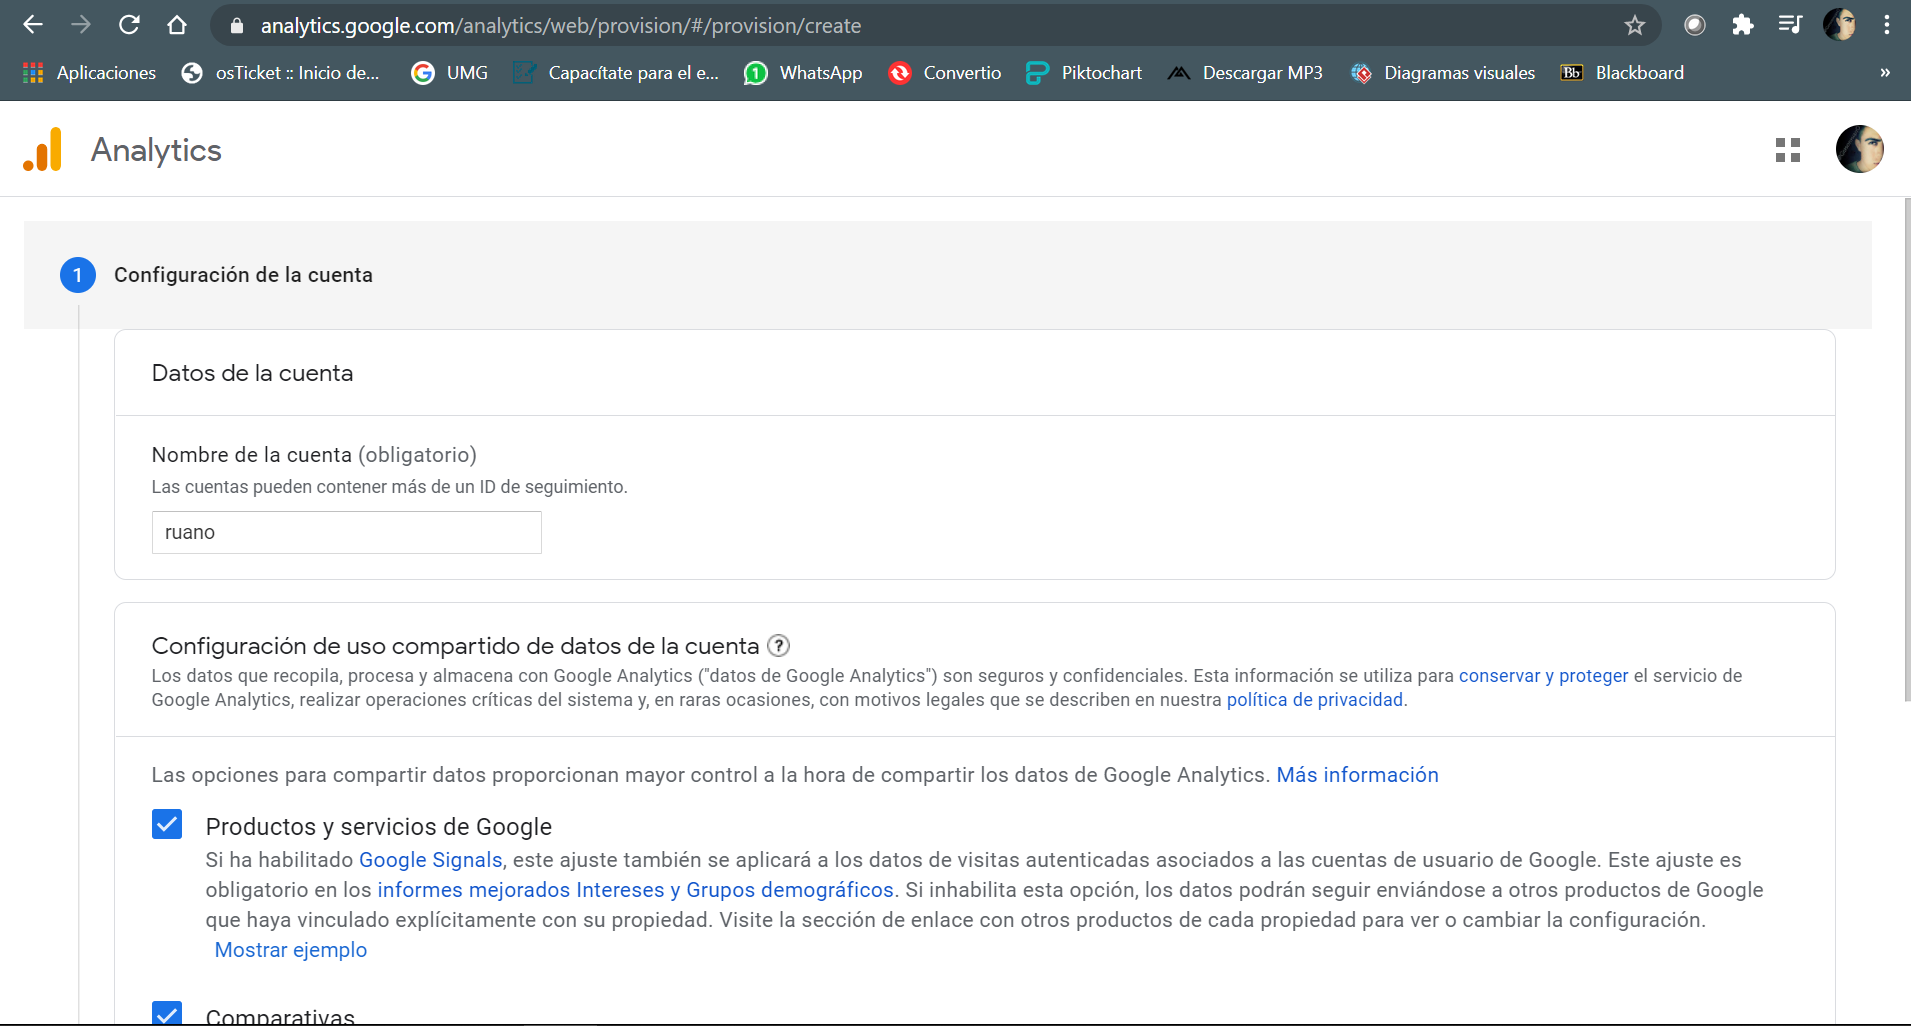 analytics.google.com/analytics/web/provision/#/provision/create
Aplicaciones osTicket :: Inicio de... UMG Capacítate para el e... 1 WhatsApp Convertio Piktochart Descargar MP3 Diagramas visuales Bb Blackboard »
Analytics
1 Configuración de la cuenta
Datos de la cuenta
Nombre de la cuenta (obligatorio)
Las cuentas pueden contener más de un ID de seguimiento.
ruano
Configuración de uso compartido de datos de la cuenta ?
Los datos que recopila, procesa y almacena con Google Analytics ("datos de Google Analytics") son seguros y confidenciales. Esta información se utiliza para conservar y proteger el servicio de
Google Analytics, realizar operaciones críticas del sistema y, en raras ocasiones, con motivos legales que se describen en nuestra política de privacidad.
Las opciones para compartir datos proporcionan mayor control a la hora de compartir los datos de Google Analytics. Más información
Productos y servicios de Google
Si ha habilitado Google Signals, este ajuste también se aplicará a los datos de visitas autenticadas asociados a las cuentas de usuario de Google. Este ajuste es
obligatorio en los informes mejorados Intereses y Grupos demográficos. Si inhabilita esta opción, los datos podrán seguir enviándose a otros productos de Google
que haya vinculado explícitamente con su propiedad. Visite la sección de enlace con otros productos de cada propiedad para ver o cambiar la configuración.
Mostrar ejemplo
Comparativas